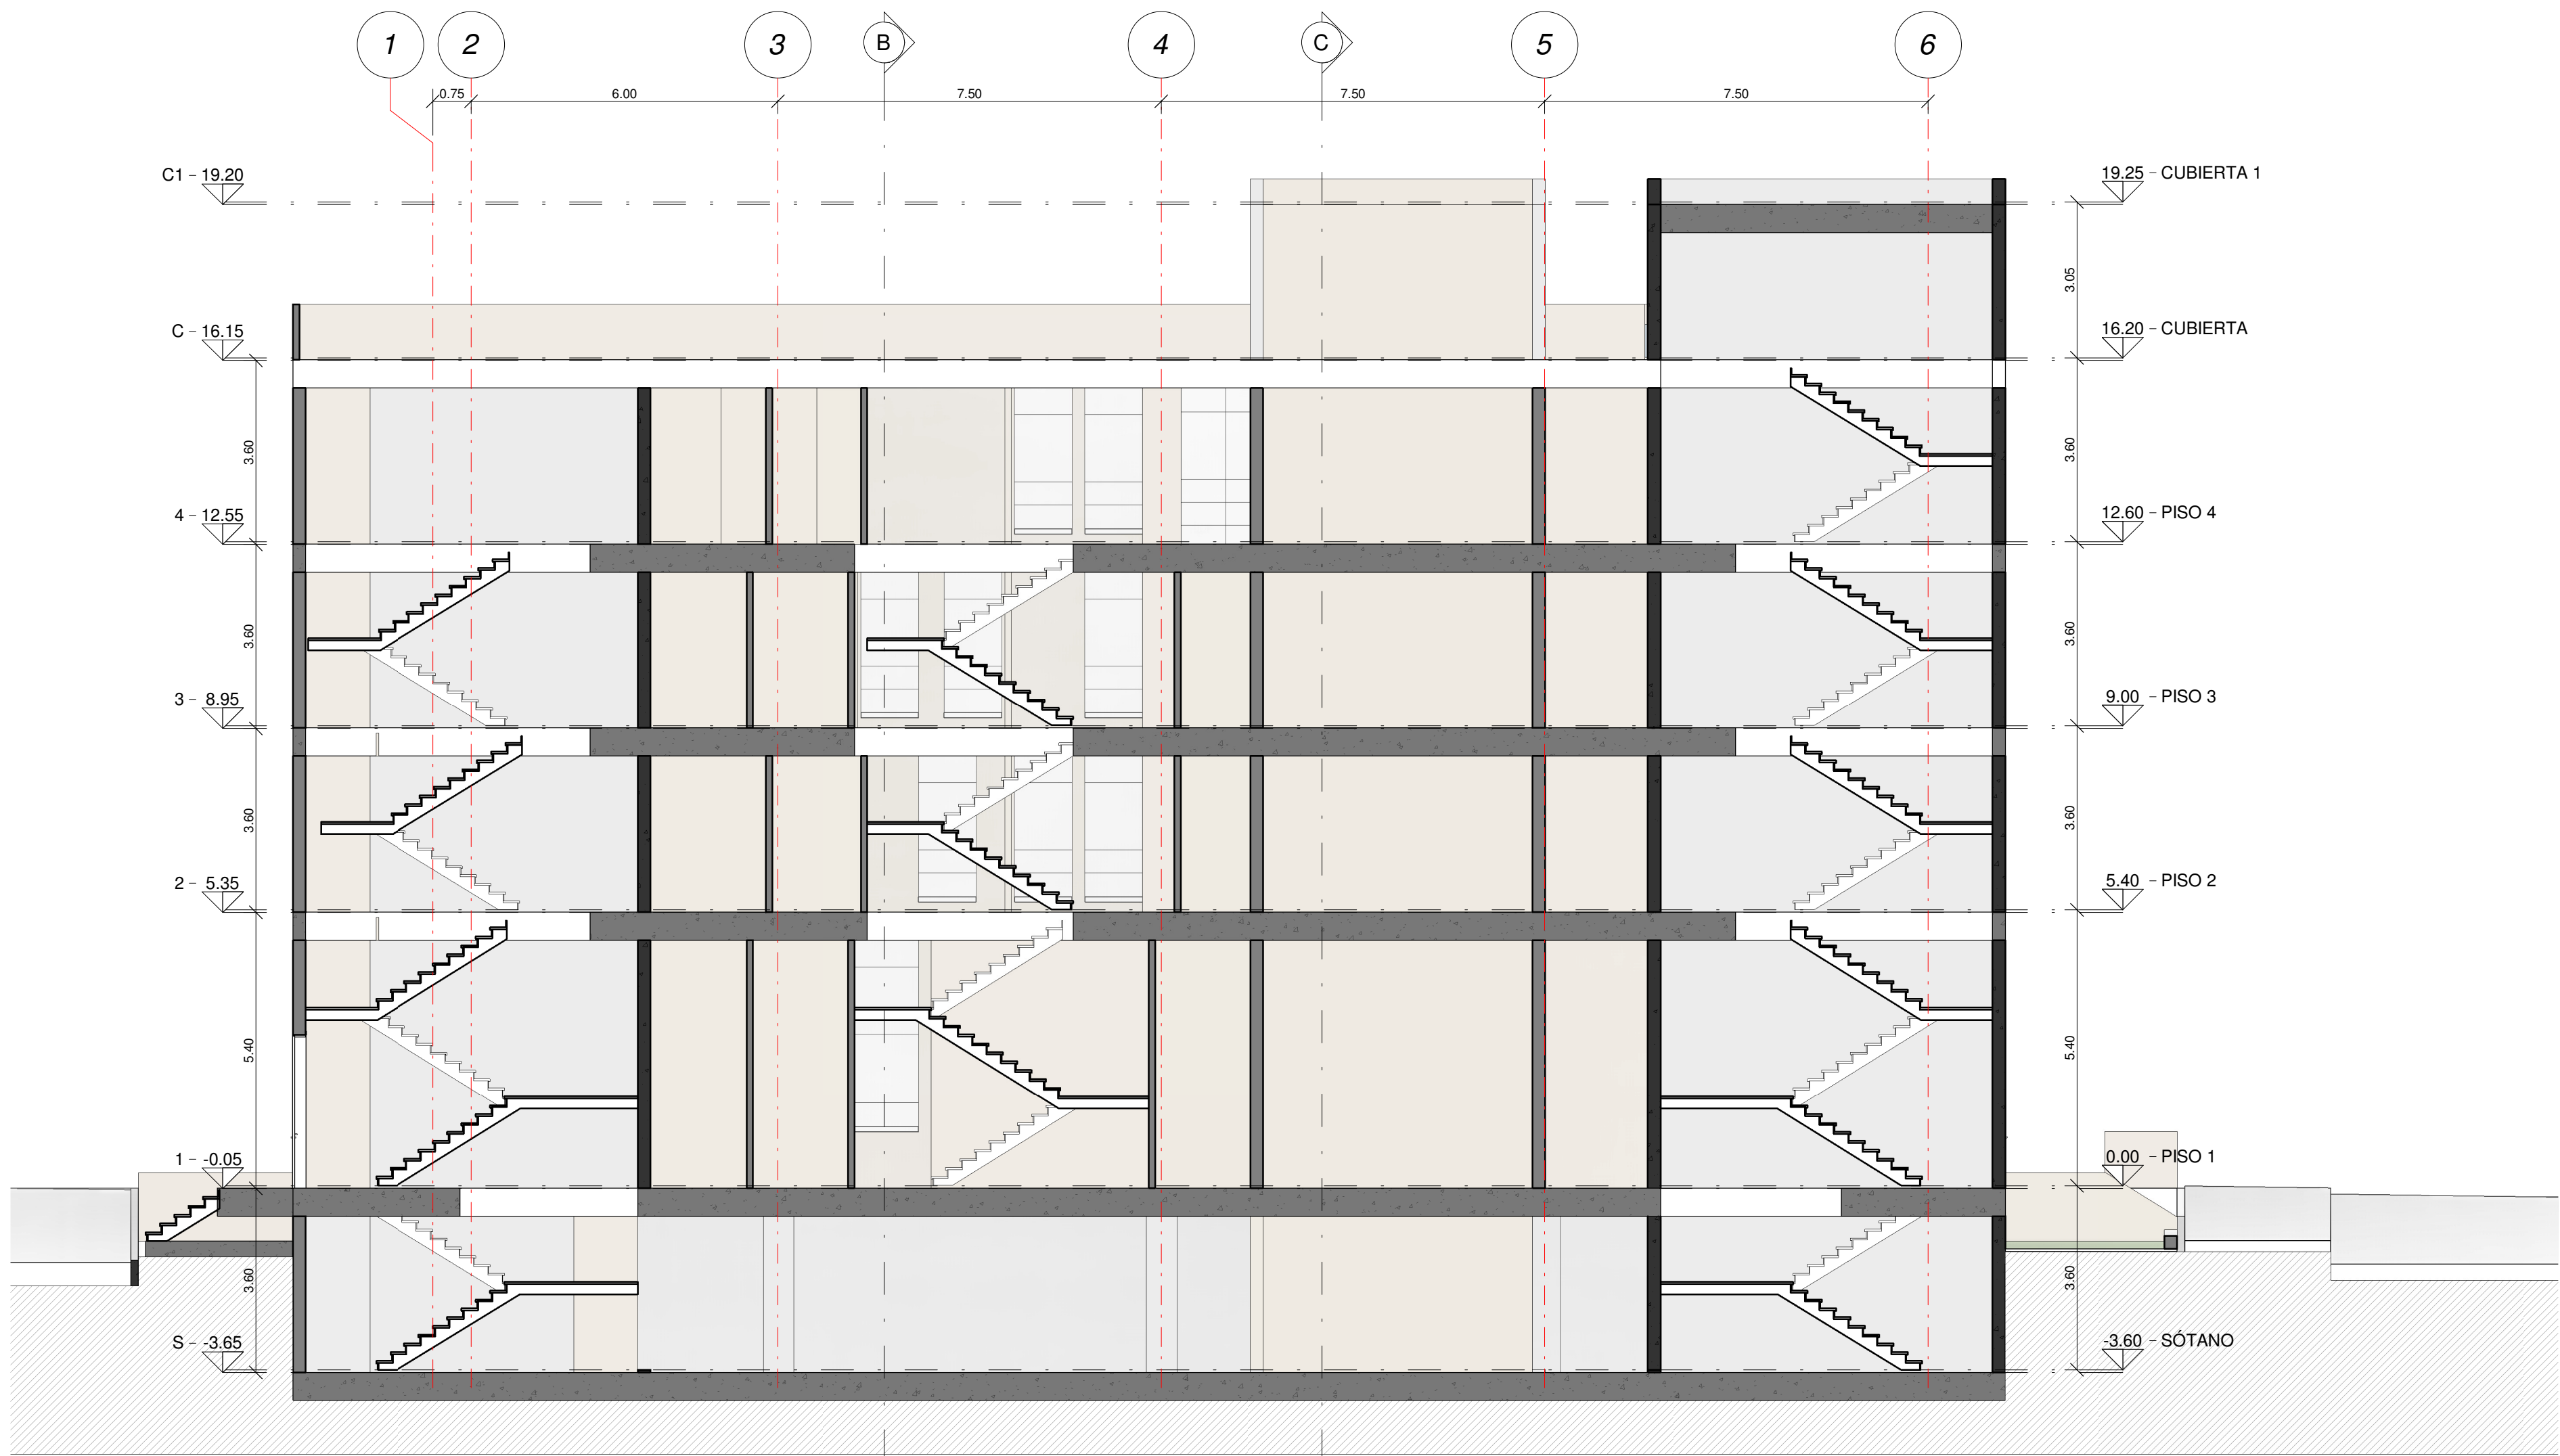 1 2 3 B 4 C 5 6
0.75 6.00 7.50 7.50 7.50
C1 - 19.20
19.25 - CUBIERTA 1
3.05
C - 16.15
16.20 - CUBIERTA
3.60
3.60
4 - 12.55
12.60 - PISO 4
3.60
3.60
3 - 8.95
9.00 - PISO 3
3.60
3.60
2 - 5.35
5.40 - PISO 2
5.40
5.40
1 - -0.05
0.00 - PISO 1
3.60
3.60
S - -3.65
-3.60 - SÓTANO